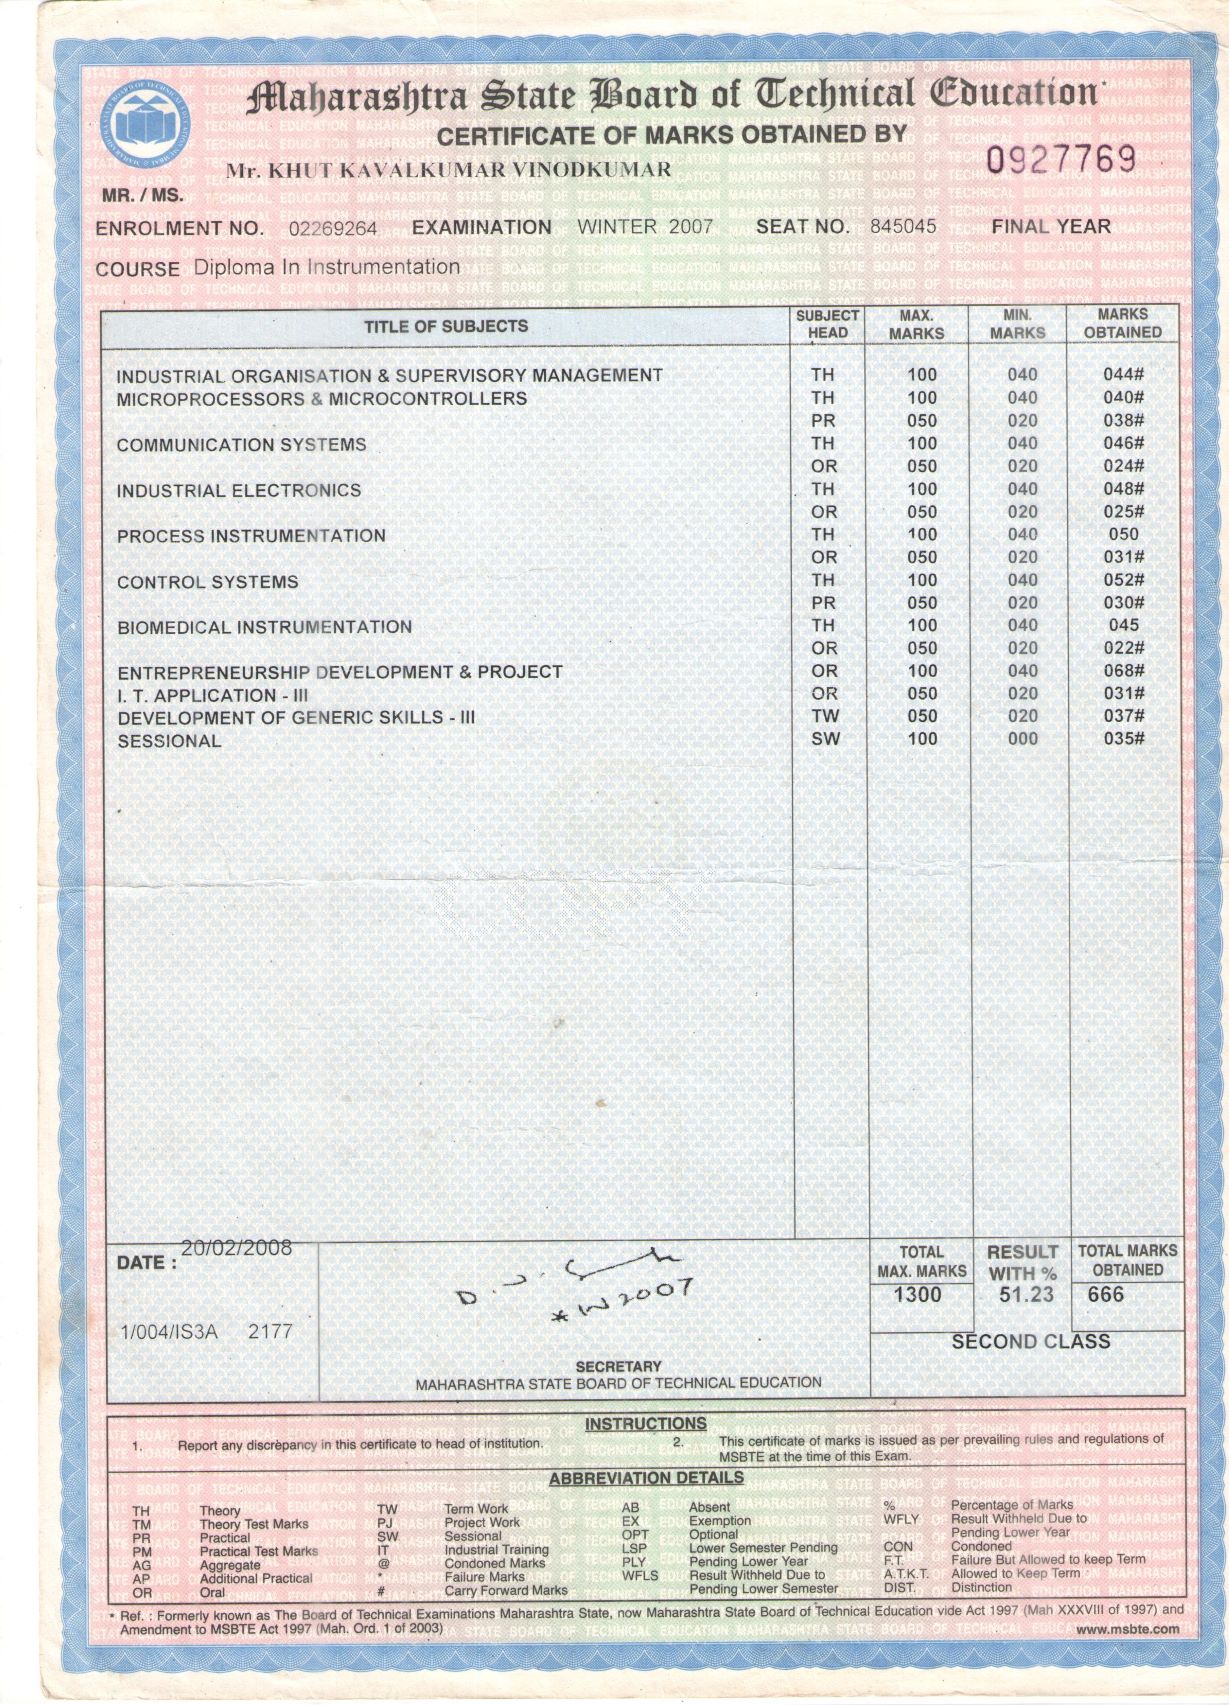 Maharashtra State Board of Technical Education*
CERTIFICATE OF MARKS OBTAINED BY
0927769
Mr. KHUT KAVALKUMAR VINODKUMAR
MR. / MS.
ENROLMENT NO. 02269264 EXAMINATION WINTER 2007 SEAT NO. 845045 FINAL YEAR
COURSE Diploma In Instrumentation
TITLE OF SUBJECTS SUBJECT HEAD MAX. MARKS MIN. MARKS MARKS OBTAINED
INDUSTRIAL ORGANISATION & SUPERVISORY MANAGEMENT TH 100 040 044#
MICROPROCESSORS & MICROCONTROLLERS TH 100 040 040#
PR 050 020 038#
COMMUNICATION SYSTEMS TH 100 040 046#
OR 050 020 024#
INDUSTRIAL ELECTRONICS TH 100 040 048#
OR 050 020 025#
PROCESS INSTRUMENTATION TH 100 040 050
OR 050 020 031#
CONTROL SYSTEMS TH 100 040 052#
PR 050 020 030#
BIOMEDICAL INSTRUMENTATION TH 100 040 045
OR 050 020 022#
ENTREPRENEURSHIP DEVELOPMENT & PROJECT OR 100 040 068#
I. T. APPLICATION - III OR 050 020 031#
DEVELOPMENT OF GENERIC SKILLS - III TW 050 020 037#
SESSIONAL SW 100 000 035#
COPY
DATE : 20/02/2008
1/004/IS3A 2177
* W 2007
SECRETARY
MAHARASHTRA STATE BOARD OF TECHNICAL EDUCATION
TOTAL MAX. MARKS RESULT WITH % TOTAL MARKS OBTAINED
1300 51.23 666
SECOND CLASS
INSTRUCTIONS
1. Report any discrepancy in this certificate to head of institution.
2. This certificate of marks is issued as per prevailing rules and regulations of
MSBTE at the time of this Exam.
ABBREVIATION DETAILS
TH Theory TW Term Work AB Absent % Percentage of Marks
TM Theory Test Marks PJ Project Work EX Exemption WFLY Result Withheld Due to
PR Practical SW Sessional OPT Optional Pending Lower Year
PM Practical Test Marks IT Industrial Training LSP Lower Semester Pending CON Condoned
AG Aggregate @ Condoned Marks PLY Pending Lower Year F.T. Failure But Allowed to keep Term
AP Additional Practical * Failure Marks WFLS Result Withheld Due to A.T.K.T. Allowed to Keep Term
OR Oral # Carry Forward Marks Pending Lower Semester DIST. Distinction
* Ref. : Formerly known as The Board of Technical Examinations Maharashtra State, now Maharashtra State Board of Technical Education vide Act 1997 (Mah XXXVIII of 1997) and
Amendment to MSBTE Act 1997 (Mah. Ord. 1 of 2003)
www.msbte.com